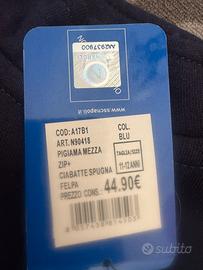 NG937900
www.sscnapoli.it
COD: A17B1
ART. N90418
PIGIAMA MEZZA
ZIP+
CIABATTE SPUGNA
FELPA
PREZZO CONS.: 44.90€
COL.
BLU
TAGLIA/SIZE
11-12 ANNI
subito